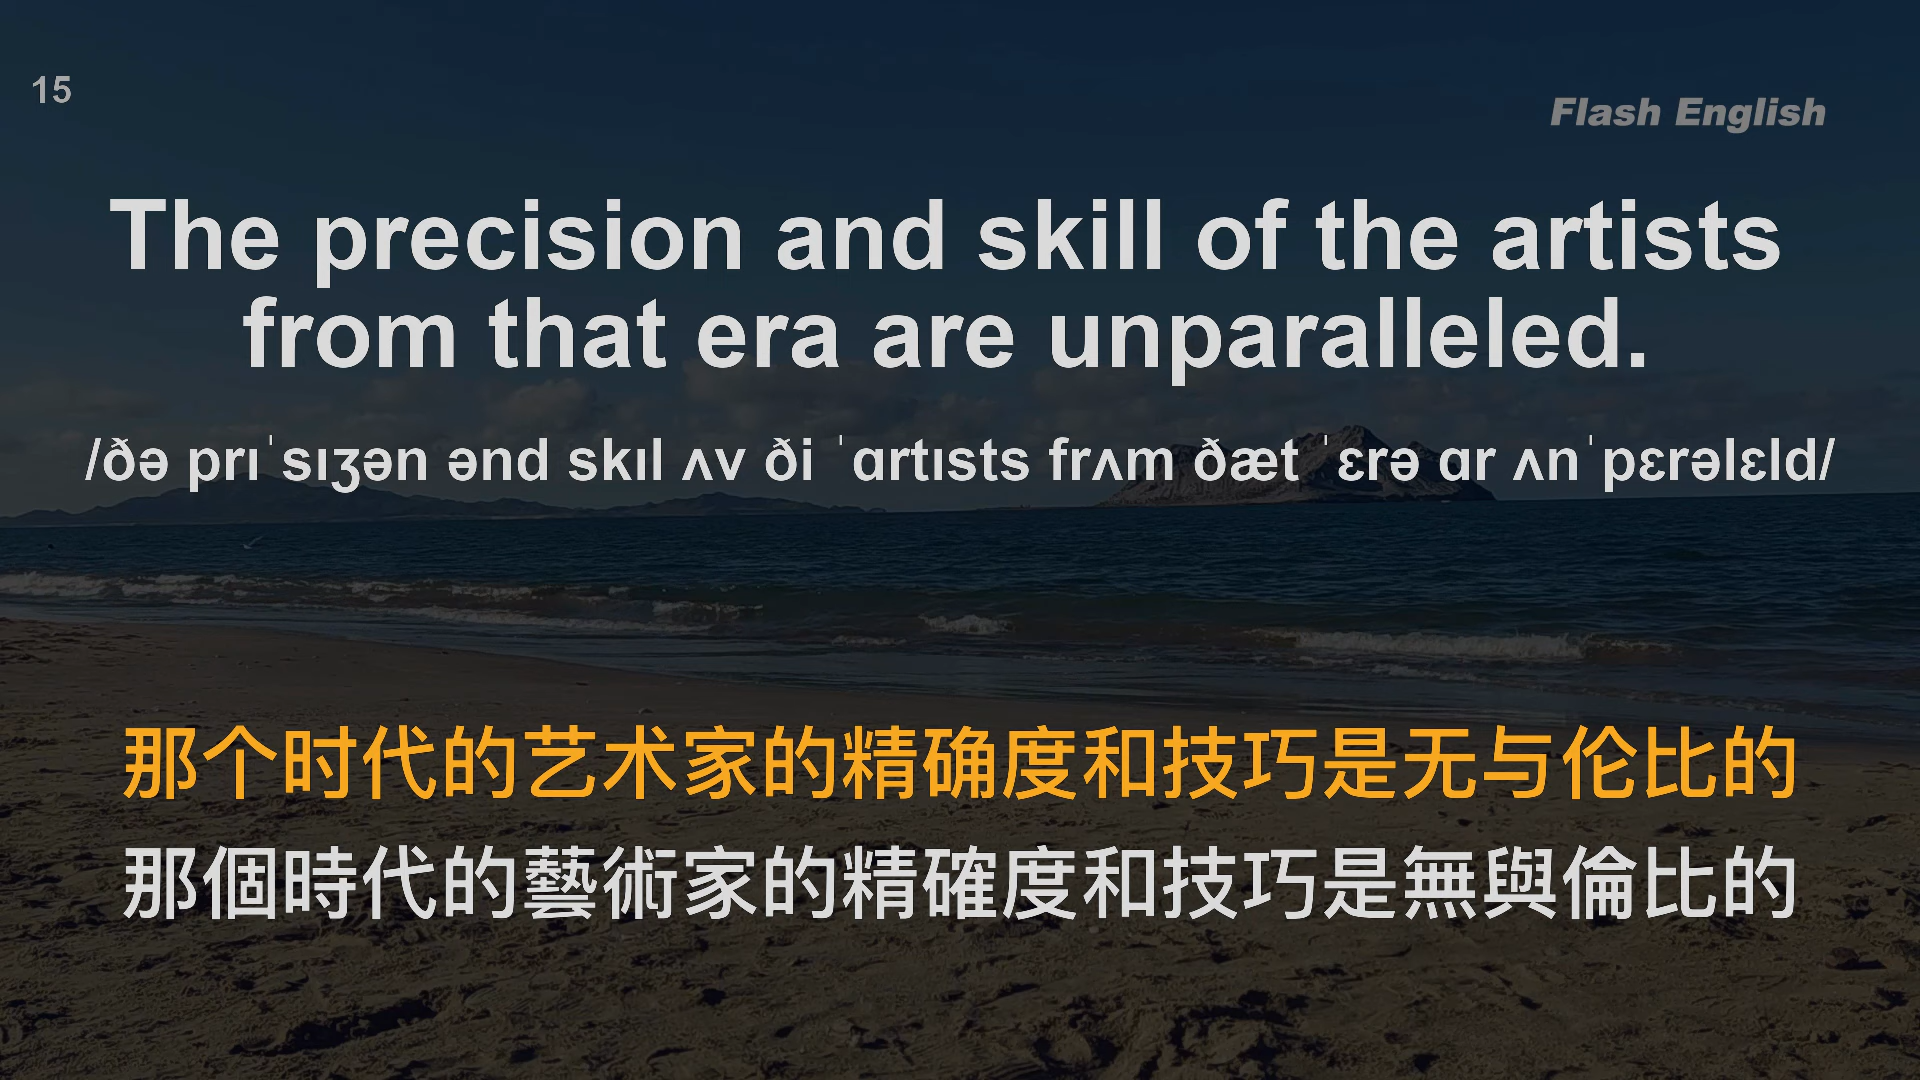 15
Flash English
The precision and skill of the artists
from that era are unparalleled.
/ðə prɪˈsɪʒən ənd skɪl ʌv ði ˈɑrtɪsts frʌm ðæt ˈɛrə ɑr ʌnˈpɛrəlɛld/
那个时代的艺术家的精确度和技巧是无与伦比的
那個時代的藝術家的精確度和技巧是無與倫比的